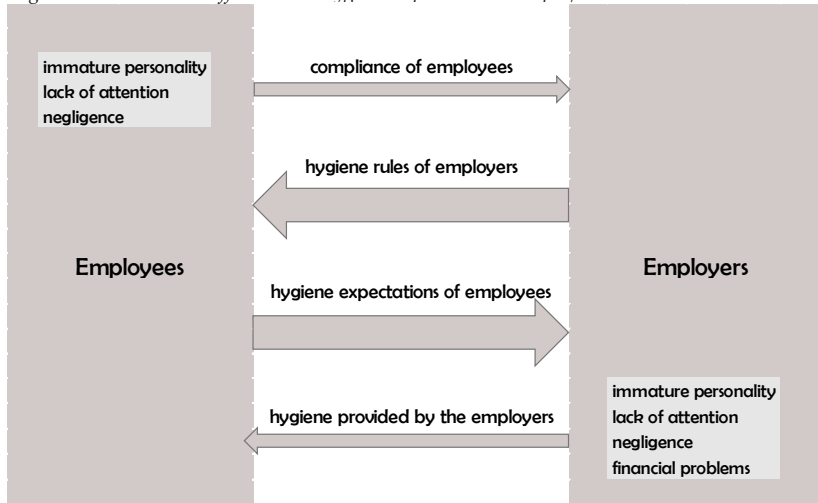 immature personality
lack of attention
negligence
compliance of employees
hygiene rules of employers
Employees
Employers
hygiene expectations of employees
hygiene provided by the employers
immature personality
lack of attention
negligence
financial problems